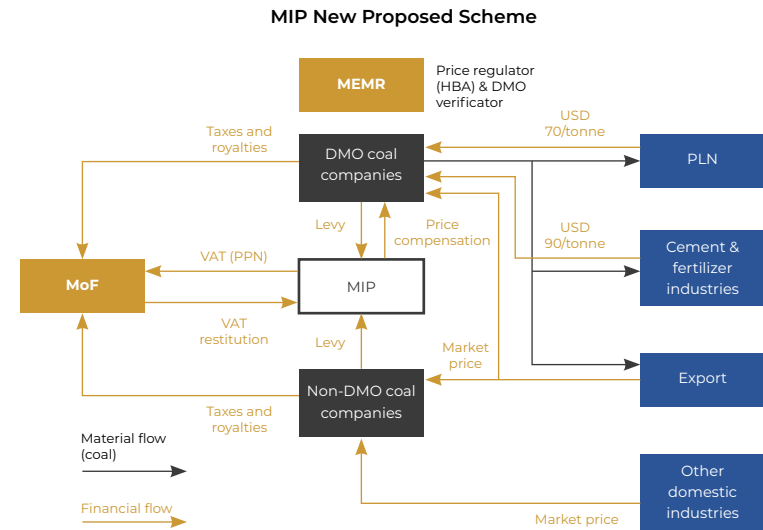 MIP New Proposed Scheme
MEMR
Price regulator
(HBA) & DMO
verificator
Taxes and
royalties
DMO coal
companies
USD
70/tonne
PLN
Levy
Price
compensation
USD
90/tonne
Cement &
fertilizer
industries
VAT (PPN)
MoF
MIP
VAT
restitution
Levy
Market
price
Export
Non-DMO coal
companies
Taxes and
royalties
Material flow
(coal)
Other
domestic
industries
Financial flow
Market price